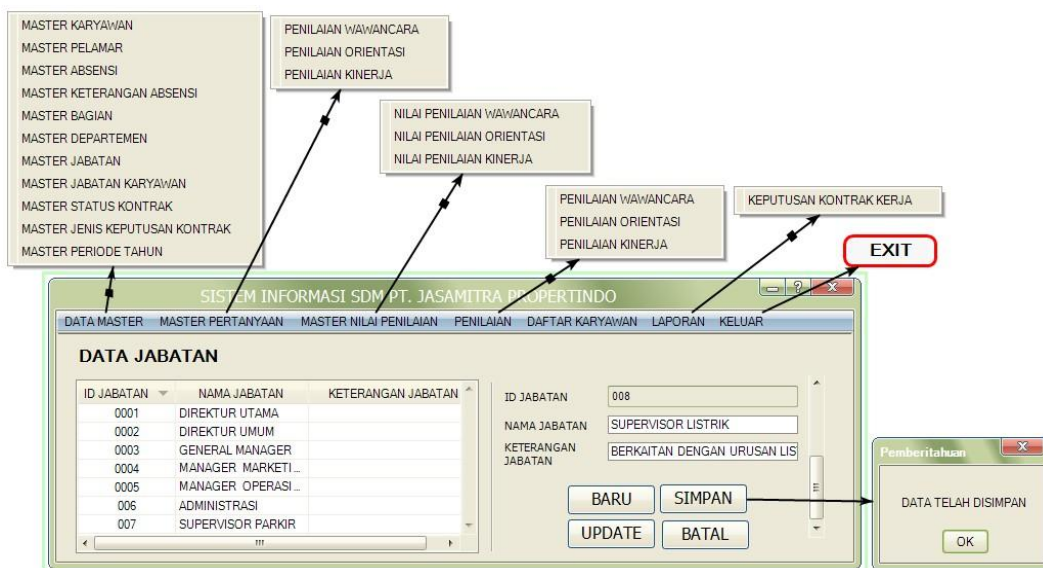 MASTER KARYAWAN
MASTER PELAMAR
MASTER ABSENSI
MASTER KETERANGAN ABSENSI
MASTER BAGIAN
MASTER DEPARTEMEN
MASTER JABATAN
MASTER JABATAN KARYAWAN
MASTER STATUS KONTRAK
MASTER JENIS KEPUTUSAN KONTRAK
MASTER PERIODE TAHUN
PENILAIAN WAWANCARA
PENILAIAN ORIENTASI
PENILAIAN KINERJA
NILAI PENILAIAN WAWANCARA
NILAI PENILAIAN ORIENTASI
NILAI PENILAIAN KINERJA
PENILAIAN WAWANCARA
PENILAIAN ORIENTASI
PENILAIAN KINERJA
KEPUTUSAN KONTRAK KERJA
EXIT
SISTEM INFORMASI SDM PT. JASAMITRA PROPERTINDO
DATA MASTER MASTER PERTANYAAN MASTER NILAI PENILAIAN PENILAIAN DAFTAR KARYAWAN LAPORAN KELUAR
DATA JABATAN
ID JABATAN NAMA JABATAN KETERANGAN JABATAN
0001 DIREKTUR UTAMA
0002 DIREKTUR UMUM
0003 GENERAL MANAGER
0004 MANAGER MARKETI...
0005 MANAGER OPERASI...
006 ADMINISTRASI
007 SUPERVISOR PARKIR
ID JABATAN 008
NAMA JABATAN SUPERVISOR LISTRIK
KETERANGAN JABATAN BERKAITAN DENGAN URUSAN LIS
BARU SIMPAN
UPDATE BATAL
Pemberitahuan
DATA TELAH DISIMPAN
OK